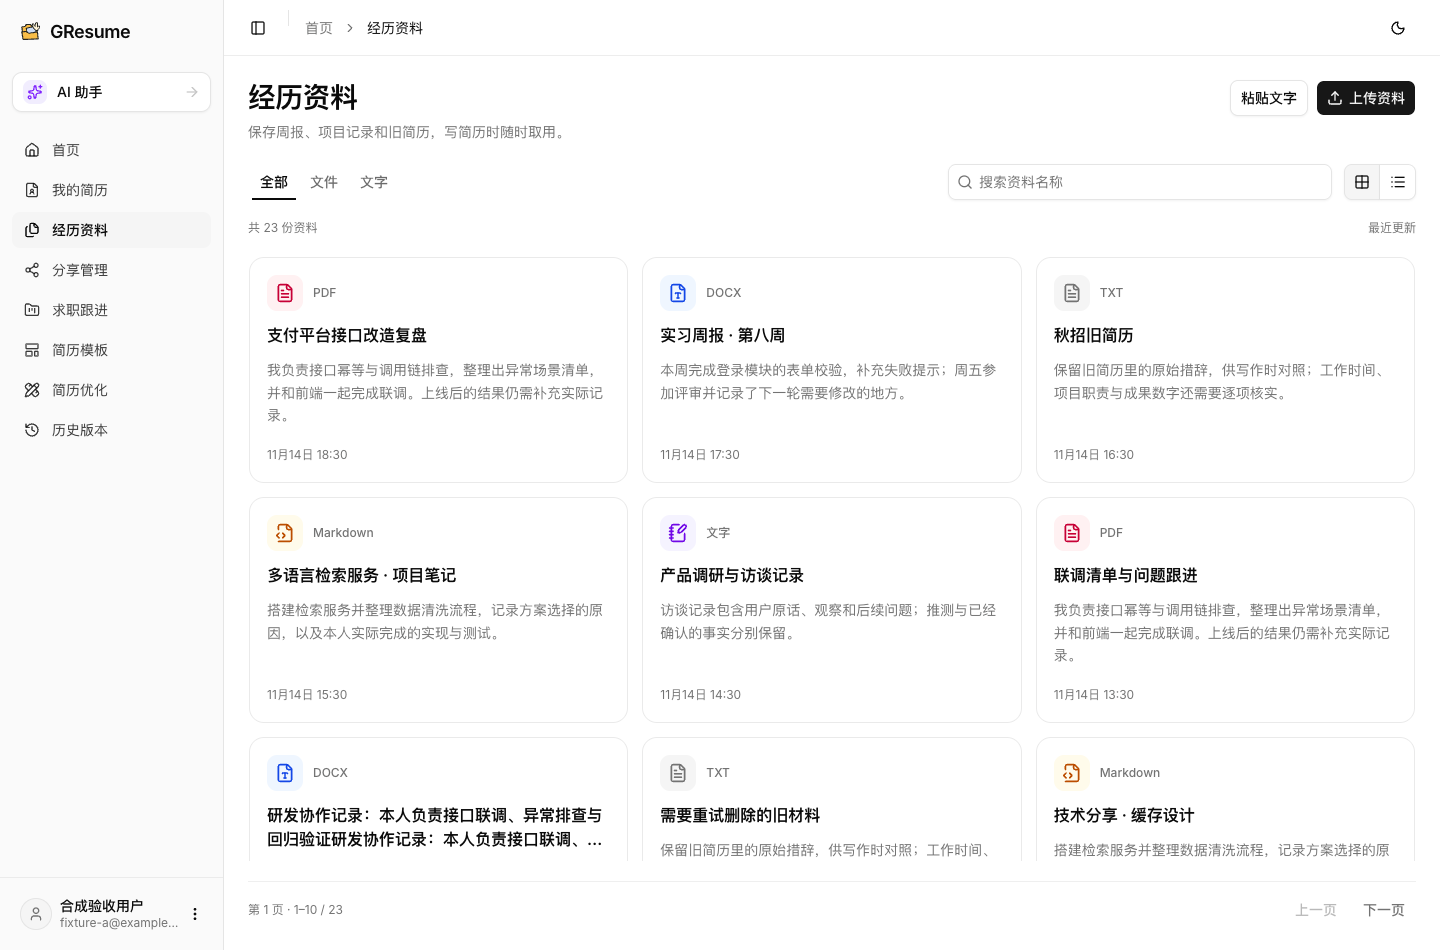 GResume
首页
经历资料
AI 助手
首页
我的简历
经历资料
分享管理
求职跟进
简历模板
简历优化
历史版本
合成验收用户
fixture-a@example...
经历资料
保存周报、项目记录和旧简历，写简历时随时取用。
粘贴文字
上传资料
全部
文件
文字
搜索资料名称
共 23 份资料
最近更新
PDF
支付平台接口改造复盘
我负责接口幂等与调用链排查，整理出异常场景清单，
并和前端一起完成联调。上线后的结果仍需补充实际记
录。
11月14日 18:30
DOCX
实习周报 · 第八周
本周完成登录模块的表单校验，补充失败提示；周五参
加评审并记录了下一轮需要修改的地方。
11月14日 17:30
TXT
秋招旧简历
保留旧简历里的原始措辞，供写作时对照；工作时间、
项目职责与成果数字还需要逐项核实。
11月14日 16:30
Markdown
多语言检索服务 · 项目笔记
搭建检索服务并整理数据清洗流程，记录方案选择的原
因，以及本人实际完成的实现与测试。
11月14日 15:30
文字
产品调研与访谈记录
访谈记录包含用户原话、观察和后续问题；推测与已经
确认的事实分别保留。
11月14日 14:30
PDF
联调清单与问题跟进
我负责接口幂等与调用链排查，整理出异常场景清单，
并和前端一起完成联调。上线后的结果仍需补充实际记
录。
11月14日 13:30
DOCX
研发协作记录：本人负责接口联调、异常排查与
回归验证研发协作记录：本人负责接口联调、...
TXT
需要重试删除的旧材料
保留旧简历里的原始措辞，供写作时对照；工作时间、
Markdown
技术分享 · 缓存设计
搭建检索服务并整理数据清洗流程，记录方案选择的原
第 1 页 · 1–10 / 23
上一页
下一页